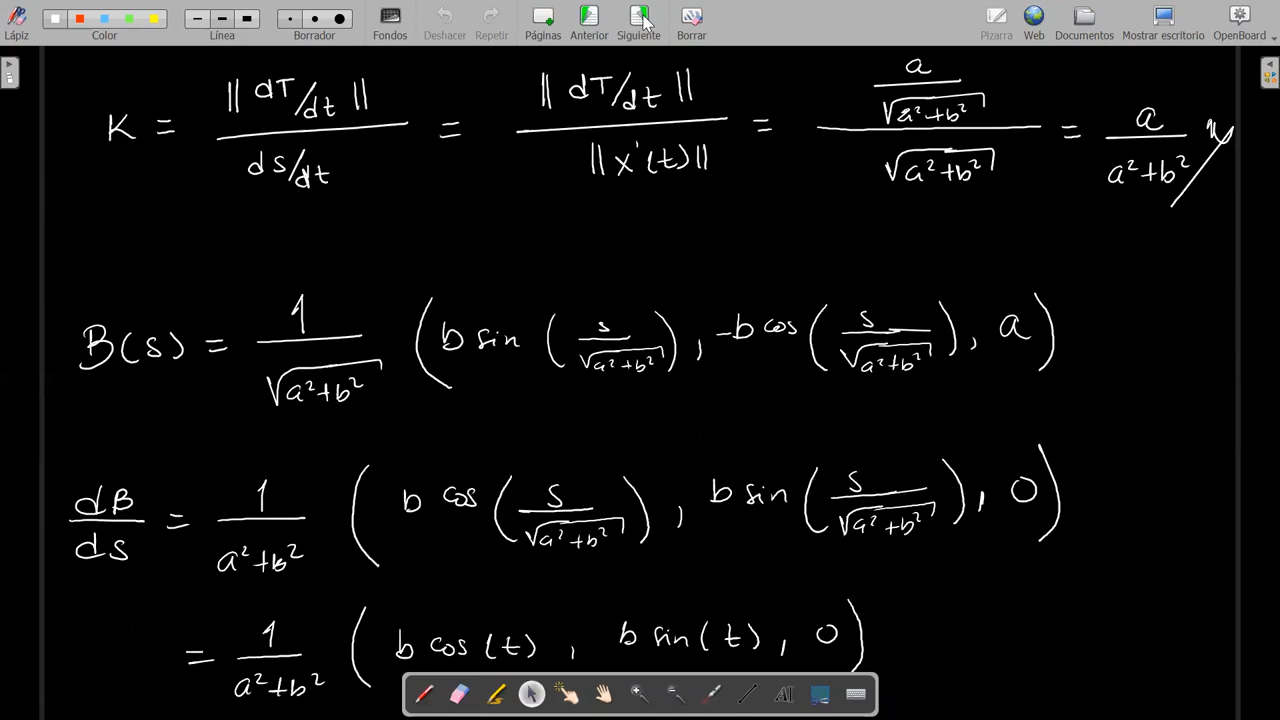 Lápiz Color Línea Borrador Fondos Deshacer Repetir Páginas Anterior Siguiente Borrar Pizarra Web Documentos Mostrar escritorio OpenBoard
K = ‖dT/dt‖ / ds/dt = ‖dT/dt‖ / ‖x'(t)‖ = (a/√(a²+b²)) / √(a²+b²) = a/(a²+b²)
B(s) = 1/√(a²+b²) (b sin (s/√(a²+b²)), -b cos (s/√(a²+b²)), a)
dB/ds = 1/(a²+b²) (b cos (s/√(a²+b²)), b sin (s/√(a²+b²)), 0)
= 1/(a²+b²) (b cos(t), b sin(t), 0)